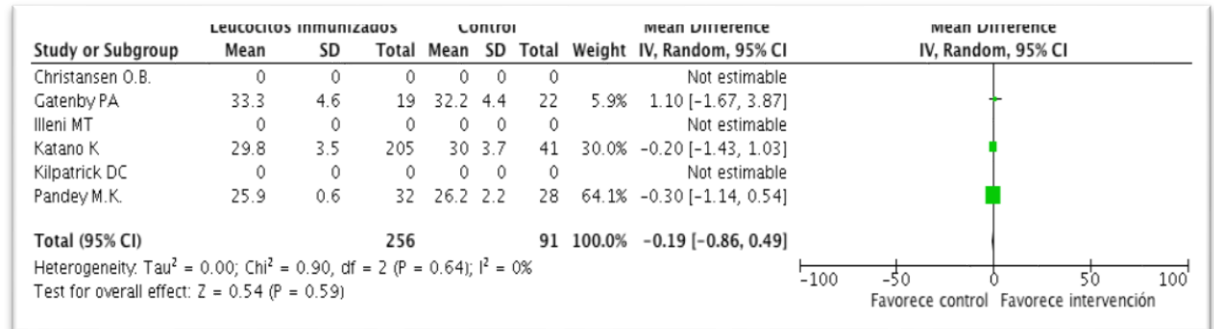 Leucocitos inmunizados Control Mean Difference Mean Difference
Study or Subgroup Mean SD Total Mean SD Total Weight IV, Random, 95% CI IV, Random, 95% CI
Christansen O.B. 0 0 0 0 0 0 Not estimable
Gatenby PA 33.3 4.6 19 32.2 4.4 22 5.9% 1.10 [-1.67, 3.87]
Illeni MT 0 0 0 0 0 0 Not estimable
Katano K 29.8 3.5 205 30 3.7 41 30.0% -0.20 [-1.43, 1.03]
Kilpatrick DC 0 0 0 0 0 0 Not estimable
Pandey M.K. 25.9 0.6 32 26.2 2.2 28 64.1% -0.30 [-1.14, 0.54]
Total (95% CI) 256 91 100.0% -0.19 [-0.86, 0.49]
Heterogeneity: Tau² = 0.00; Chi² = 0.90, df = 2 (P = 0.64); I² = 0%
Test for overall effect: Z = 0.54 (P = 0.59)
-100 -50 0 50 100
Favorece control Favorece intervención